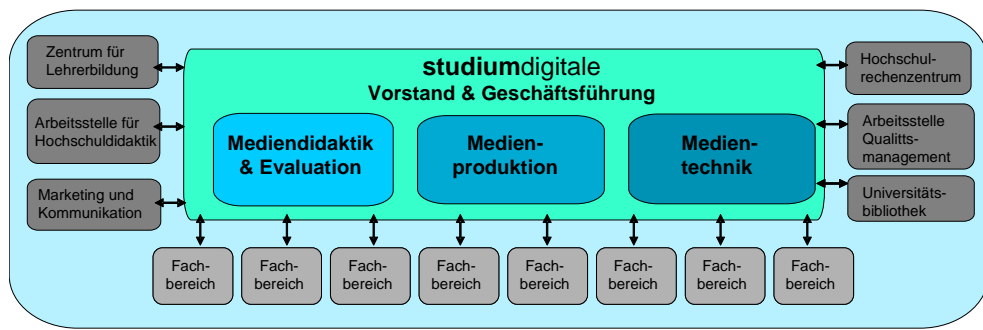 Zentrum für
Lehrerbildung
Arbeitsstelle für
Hochschuldidaktik
Marketing und
Kommunikation
studiumdigitale
Vorstand & Geschäftsführung
Mediendidaktik
& Evaluation
Medien-
produktion
Medien-
technik
Hochschul-
rechenzentrum
Arbeitsstelle
Qualitts-
management
Universitäts-
bibliothek
Fach-
bereich
Fach-
bereich
Fach-
bereich
Fach-
bereich
Fach-
bereich
Fach-
bereich
Fach-
bereich
Fach-
bereich